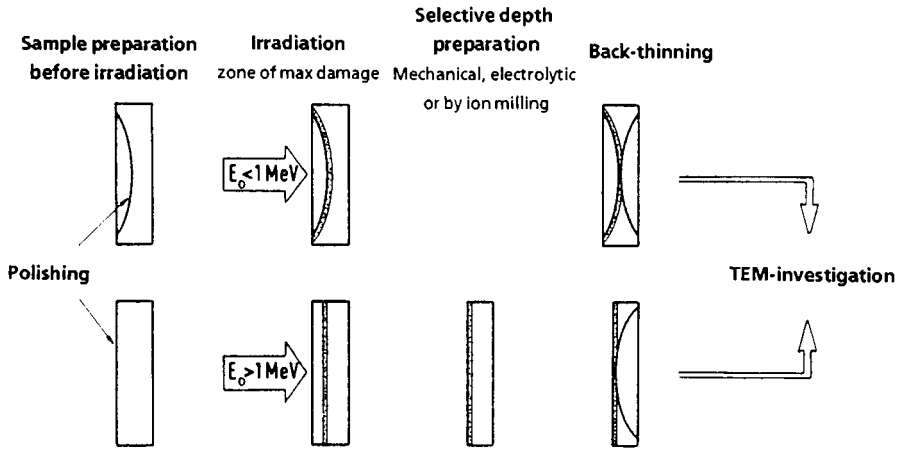 Sample preparation
before irradiation
Irradiation
zone of max damage
Selective depth
preparation
Mechanical, electrolytic
or by ion milling
Back-thinning
E₀<1 MeV
Polishing
TEM-investigation
E₀>1 MeV